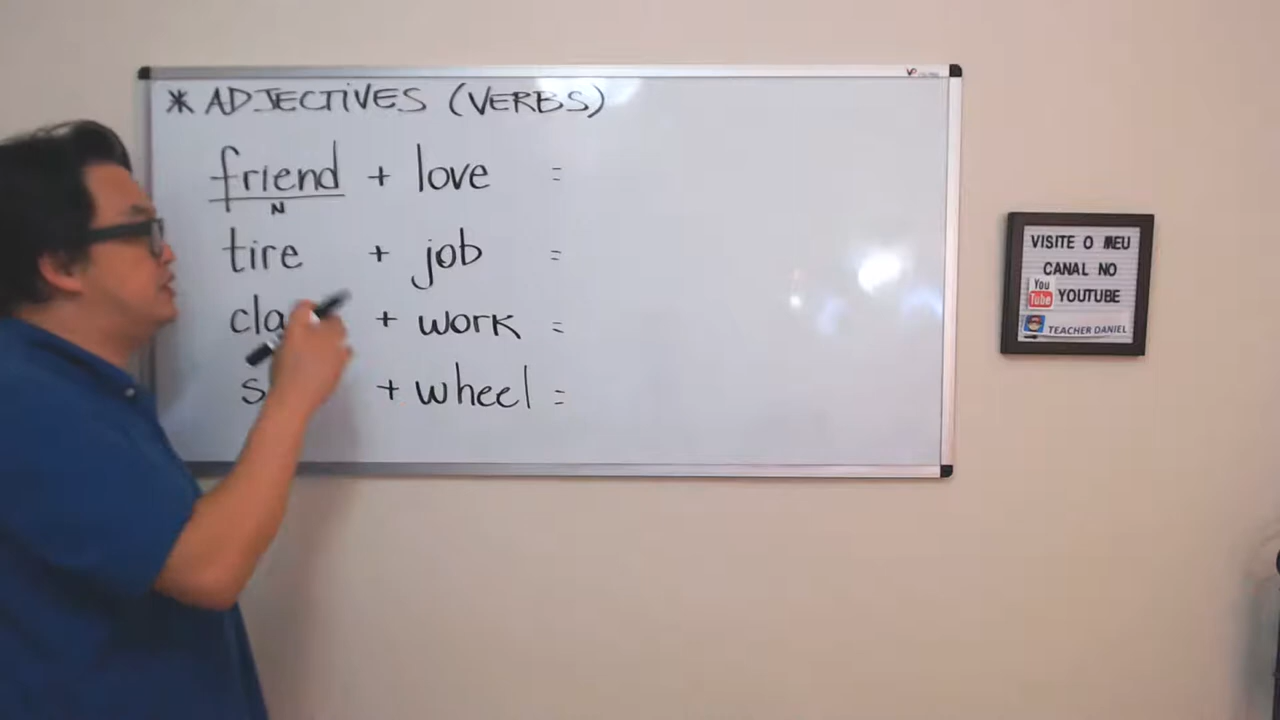 * ADJECTIVES (VERBS)
friend + love =
N
tire + job =
+ work =
+ wheel =
VISITE O MEU
CANAL NO
You Tube YOUTUBE
TEACHER DANIEL